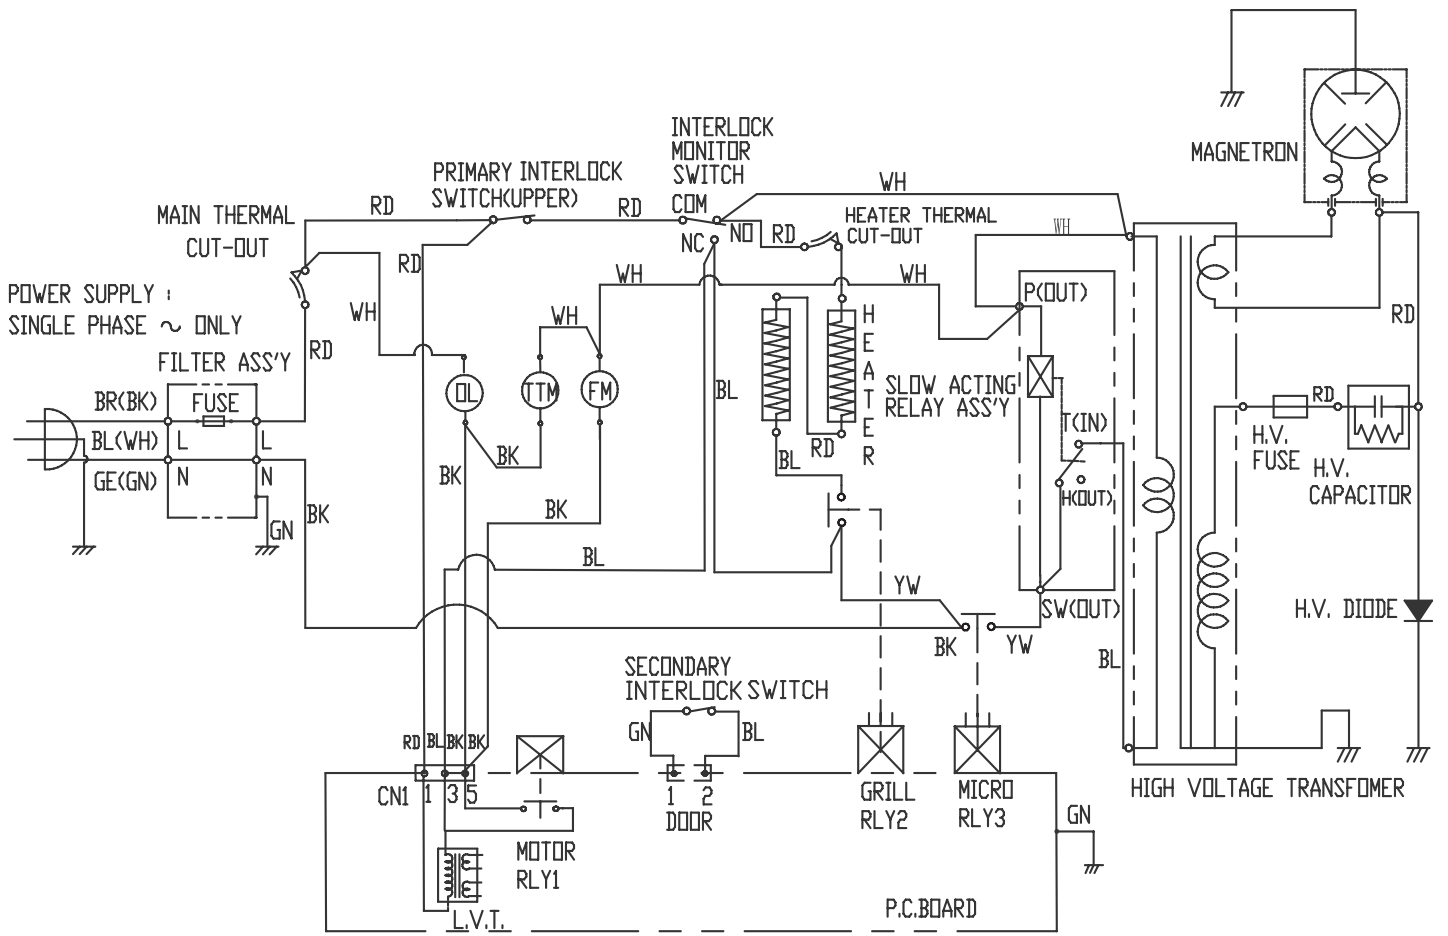 MAGNETRON
INTERLOCK
MONITOR
SWITCH
COM
PRIMARY INTERLOCK
SWITCH(UPPER)
MAIN THERMAL
CUT-OUT
RD
RD
WH
NO
NC
RD
HEATER THERMAL
CUT-OUT
WH
RD
WH
WH
P(OUT)
POWER SUPPLY :
SINGLE PHASE ~ ONLY
WH
WH
RD
RD
FILTER ASS'Y
FUSE
BR(BK)
BL(WH)
GE(GN)
L
L
N
N
GN
BK
OL
TTM
FM
BL
HEATER
SLOW ACTING
RELAY ASS'Y
T(IN)
H(OUT)
SW(OUT)
RD
BL
BK
BK
BK
BL
YW
BK
YW
BL
RD
H.V.
FUSE
H.V.
CAPACITOR
H.V. DIODE
HIGH VOLTAGE TRANSFOMER
SECONDARY
INTERLOCK SWITCH
GN
BL
RD
BL
BK
BK
CN1
1
3
5
1
2
DOOR
GRILL
RLY2
MICRO
RLY3
GN
MOTOR
RLY1
L.V.T.
P.C.BOARD